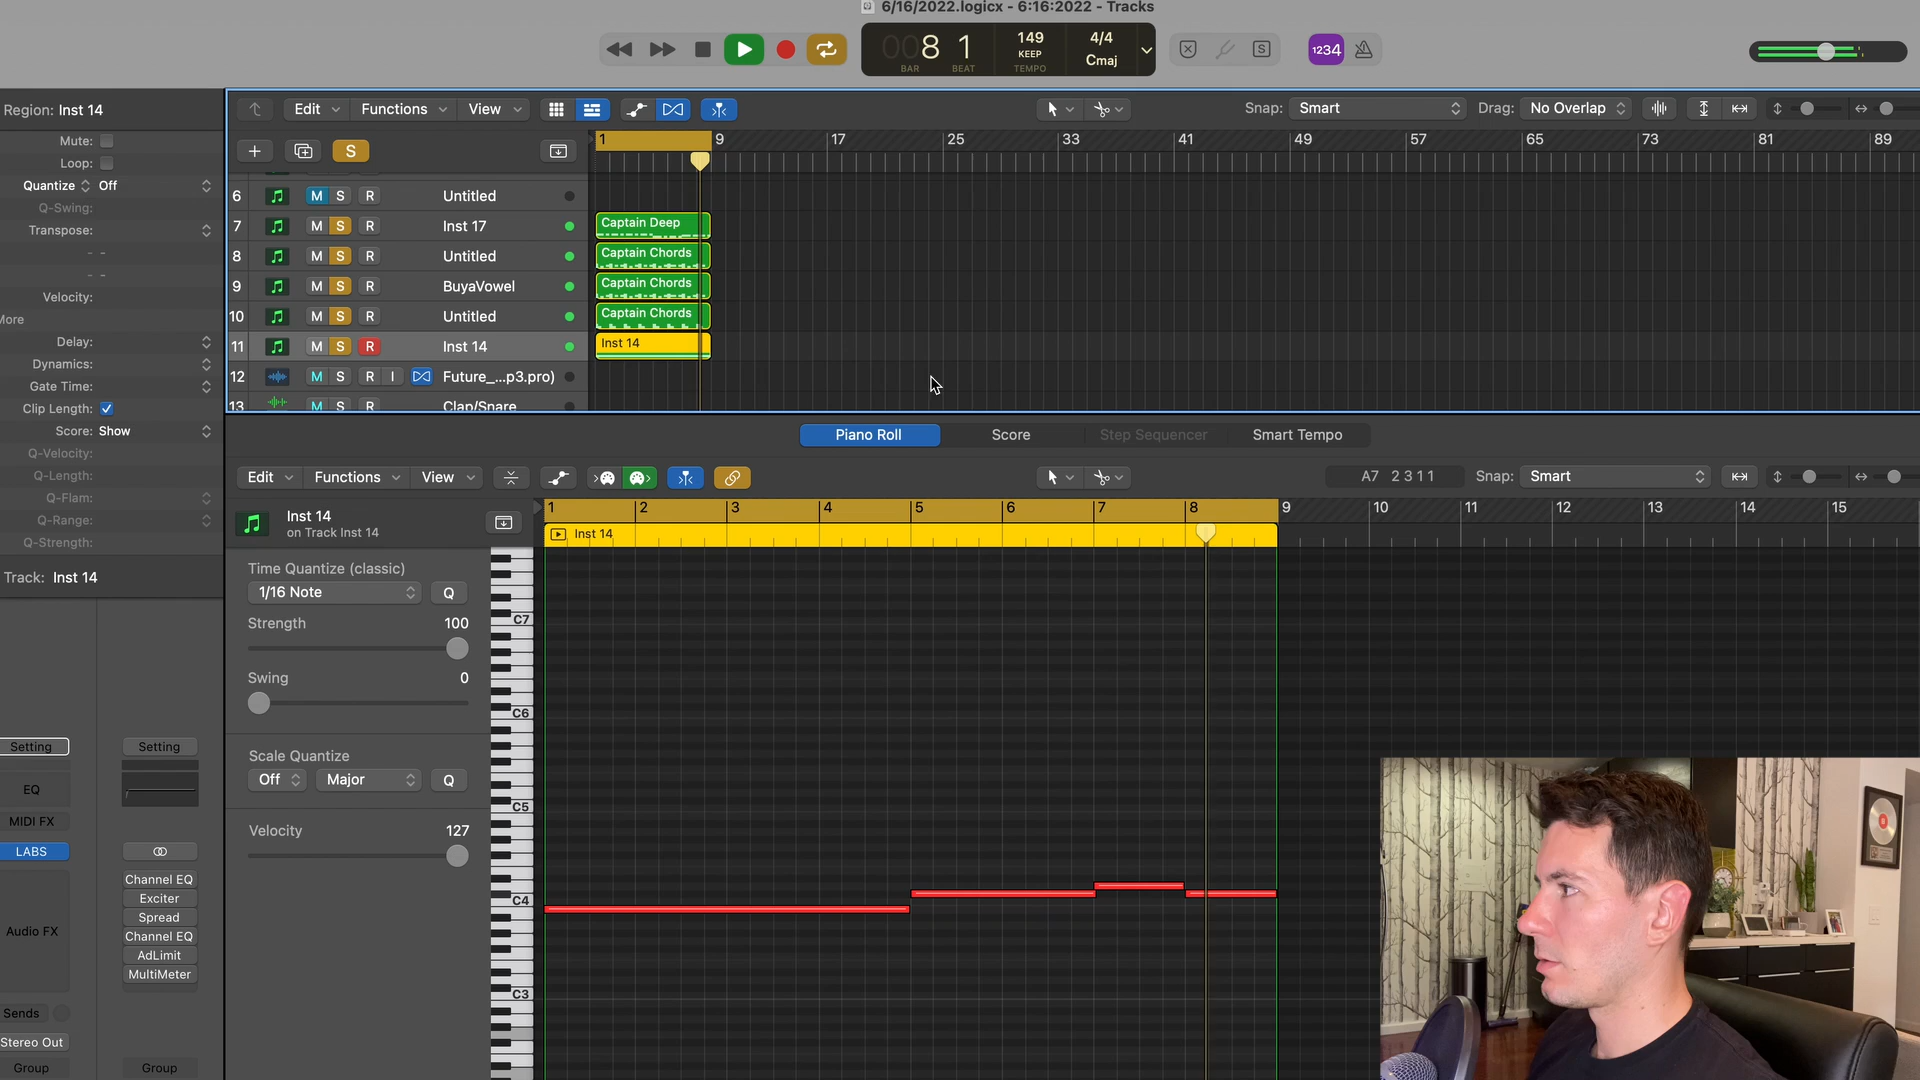 6/16/2022.logicx - 6:16:2022 - Tracks
008 1
BAR BEAT
149
KEEP
TEMPO
4/4
Cmaj
S
1234
Region: Inst 14
Mute:
Loop:
Quantize Off
Q-Swing:
Transpose:
Velocity:
More
Delay:
Dynamics:
Gate Time:
Clip Length:
Score: Show
Q-Velocity:
Q-Length:
Q-Flam:
Q-Range:
Q-Strength:
Track: Inst 14
Setting
EQ
MIDI FX
LABS
Audio FX
Sends
Stereo Out
Group
Setting
Channel EQ
Exciter
Spread
Channel EQ
AdLimit
MultiMeter
Group
Edit Functions View
Snap: Smart Drag: No Overlap
S
1 9 17 25 33 41 49 57 65 73 81 89
6 M S R Untitled
7 M S R Inst 17 Captain Deep
8 M S R Untitled Captain Chords
9 M S R BuyaVowel Captain Chords
10 M S R Untitled Captain Chords
11 M S R Inst 14 Inst 14
12 M S R I Future_...p3.pro)
13 M S R Clap/Snare
Piano Roll Score Step Sequencer Smart Tempo
Edit Functions View
A7 2 3 1 1 Snap: Smart
Inst 14
on Track Inst 14
1 2 3 4 5 6 7 8 9 10 11 12 13 14 15
Inst 14
Time Quantize (classic)
1/16 Note Q
Strength 100
Swing 0
Scale Quantize
Off Major Q
Velocity 127
C7
C6
C5
C4
C3